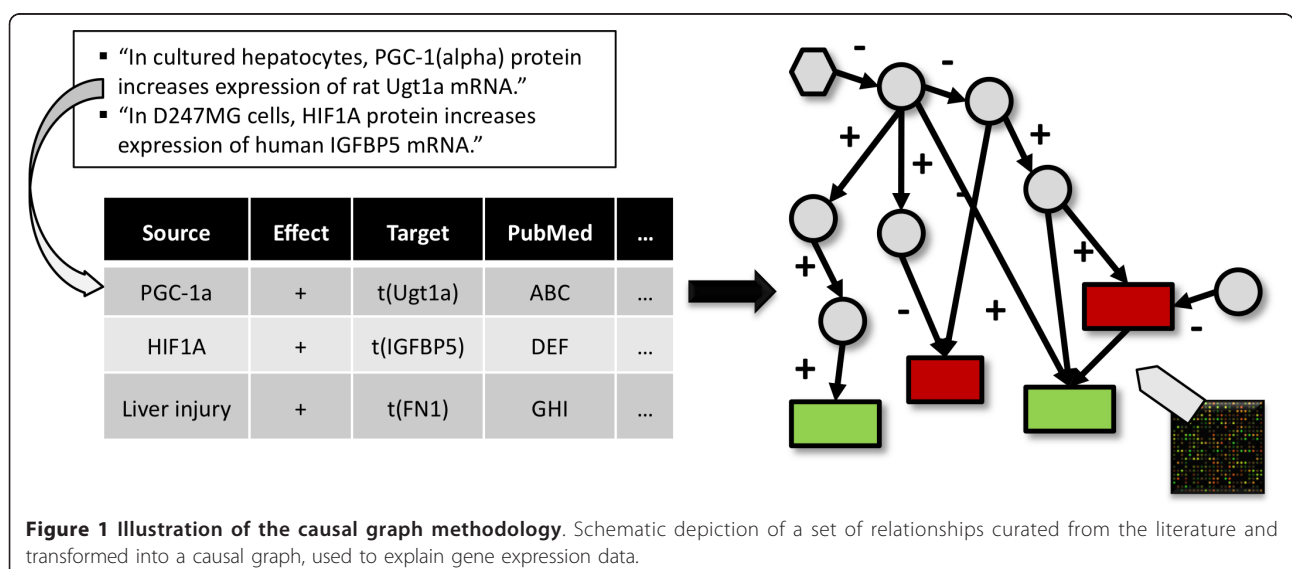 ▪ “In cultured hepatocytes, PGC-1(alpha) protein
increases expression of rat Ugt1a mRNA.”
▪ “In D247MG cells, HIF1A protein increases
expression of human IGFBP5 mRNA.”
Source Effect Target PubMed ...
PGC-1a + t(Ugt1a) ABC ...
HIF1A + t(IGFBP5) DEF ...
Liver injury + t(FN1) GHI ...
- -
+ + +
-
+ +
- + -
+
Figure 1 Illustration of the causal graph methodology. Schematic depiction of a set of relationships curated from the literature and
transformed into a causal graph, used to explain gene expression data.